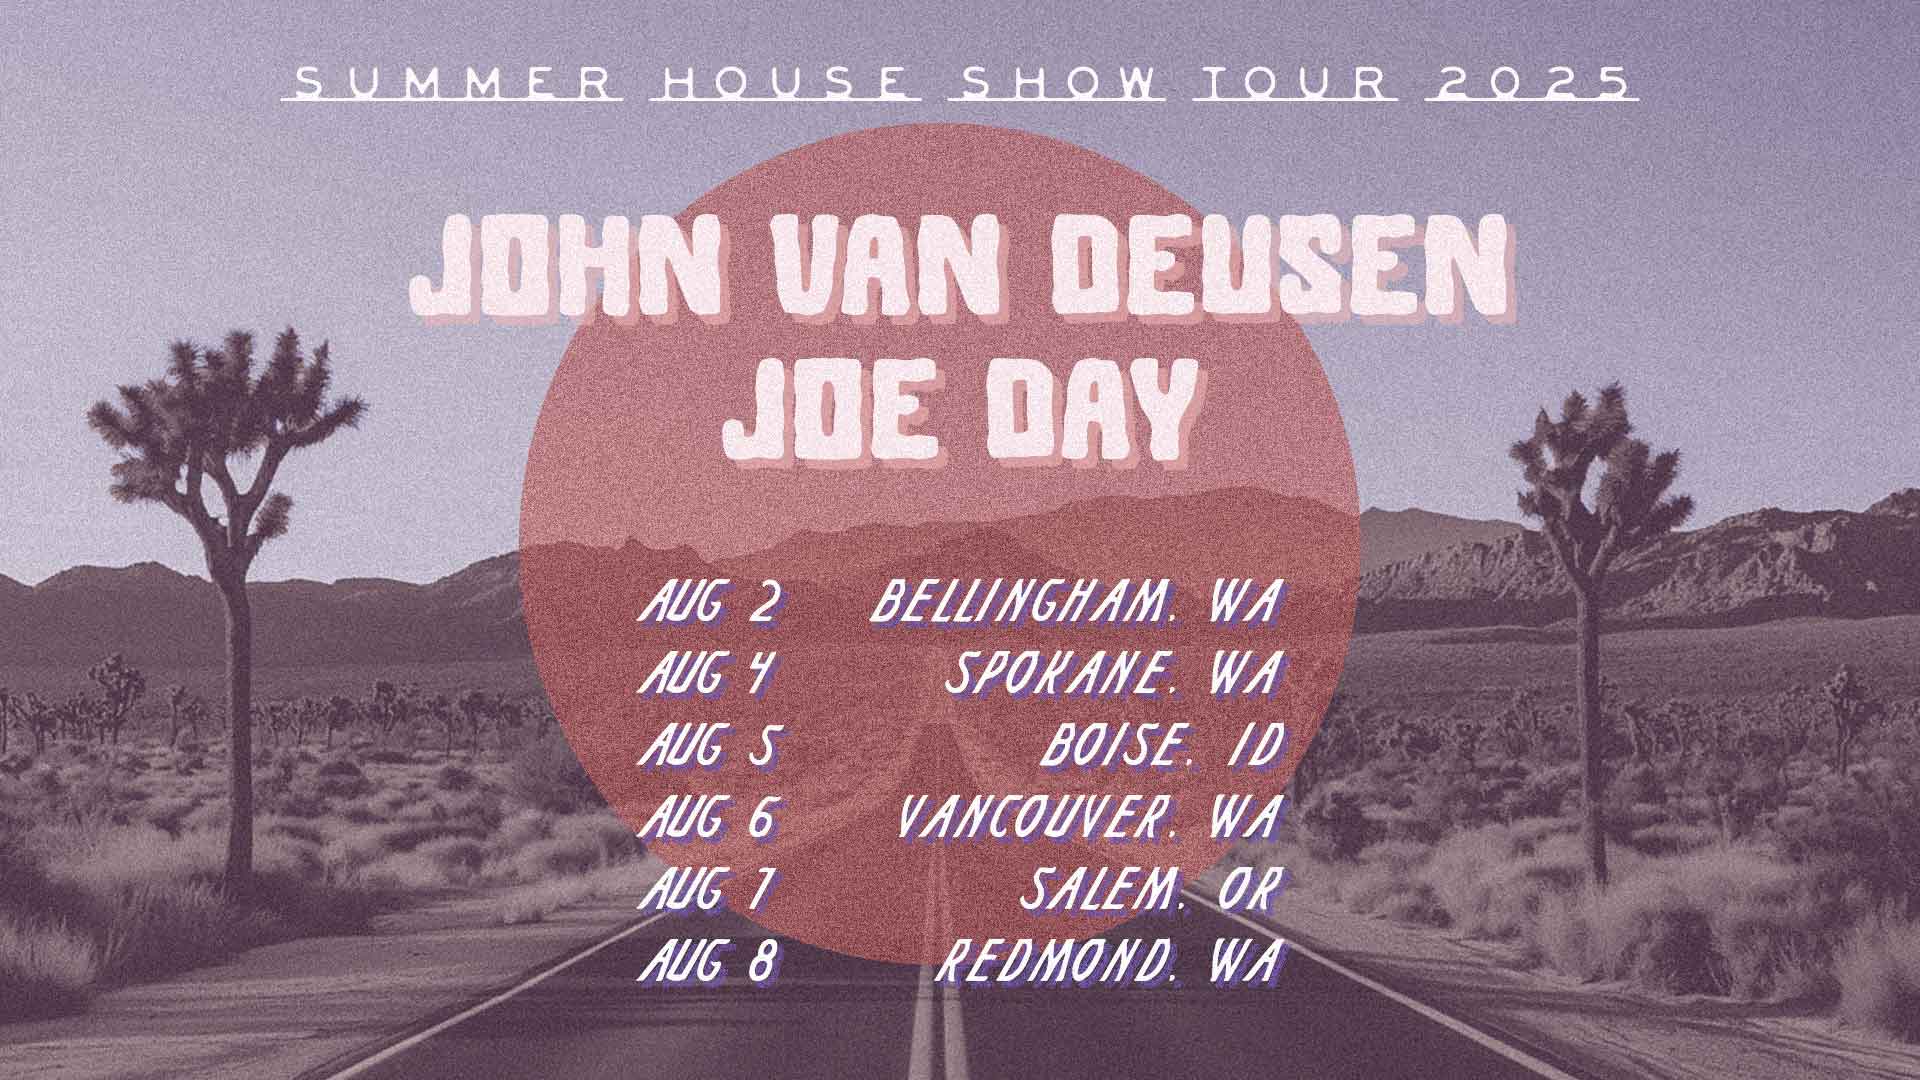 SUMMER HOUSE SHOW TOUR 2025
JOHN VAN DEUSEN
JOE DAY
AUG 2 BELLINGHAM, WA
AUG 4 SPOKANE, WA
AUG 5 BOISE, ID
AUG 6 VANCOUVER, WA
AUG 7 SALEM, OR
AUG 8 REDMOND, WA